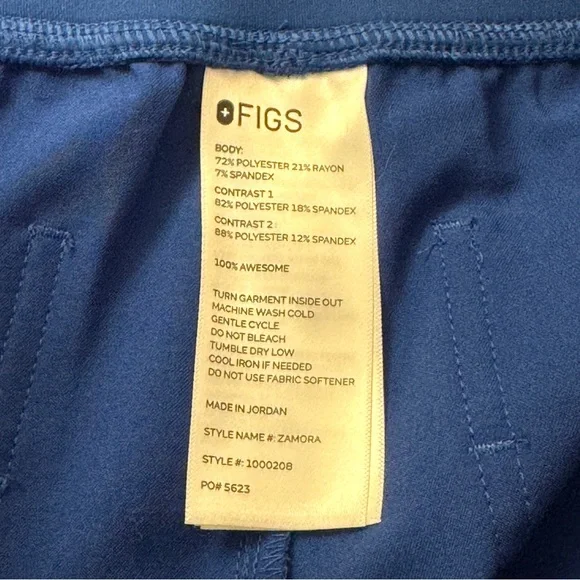 FIGS
BODY:
72% POLYESTER 21% RAYON
7% SPANDEX
CONTRAST 1
82% POLYESTER 18% SPANDEX
CONTRAST 2 :
88% POLYESTER 12% SPANDEX
100% AWESOME
TURN GARMENT INSIDE OUT
MACHINE WASH COLD
GENTLE CYCLE
DO NOT BLEACH
TUMBLE DRY LOW
COOL IRON IF NEEDED
DO NOT USE FABRIC SOFTENER
MADE IN JORDAN
STYLE NAME #: ZAMORA
STYLE #: 1000208
PO# 5623